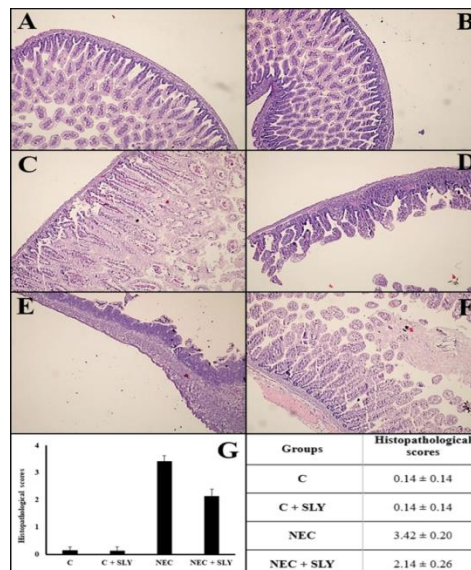 A
B
C
D
E
F
G
Histopathological scores
4
3
2
1
0
C
C + SLY
NEC
NEC + SLY
Groups
Histopathological scores
C
0.14 ± 0.14
C + SLY
0.14 ± 0.14
NEC
3.42 ± 0.20
NEC + SLY
2.14 ± 0.26